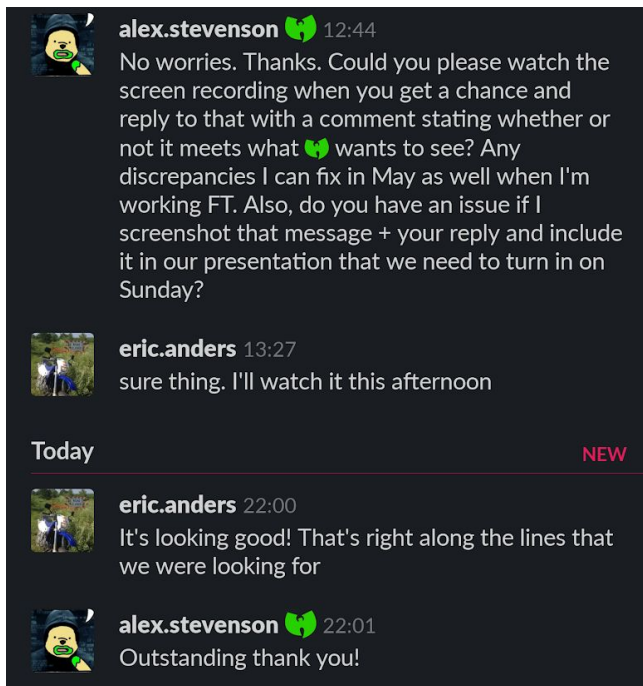 alex.stevenson 12:44
No worries. Thanks. Could you please watch the
screen recording when you get a chance and
reply to that with a comment stating whether or
not it meets what wants to see? Any
discrepancies I can fix in May as well when I'm
working FT. Also, do you have an issue if I
screenshot that message + your reply and include
it in our presentation that we need to turn in on
Sunday?
eric.anders 13:27
sure thing. I'll watch it this afternoon
Today NEW
eric.anders 22:00
It's looking good! That's right along the lines that
we were looking for
alex.stevenson 22:01
Outstanding thank you!